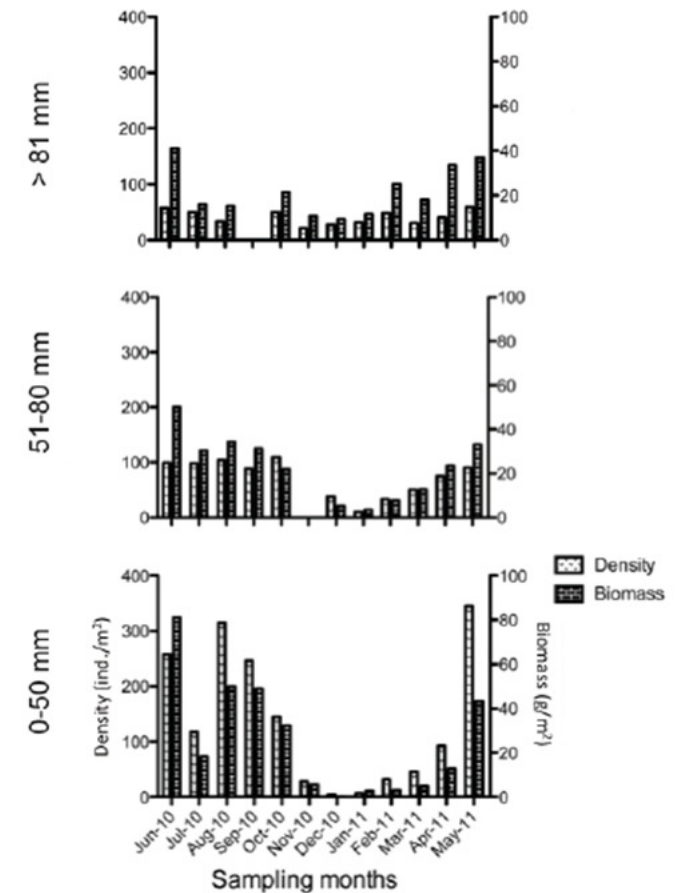 > 81 mm
400
300
200
100
0
100
80
60
40
20
0
51-80 mm
400
300
200
100
0
100
80
60
40
20
0
0-50 mm
Density (ind./m²)
400
300
200
100
0
100
80
60
40
20
0
Biomass (g/m²)
Density
Biomass
Jun-10
Jul-10
Aug-10
Sep-10
Oct-10
Nov-10
Dec-10
Jan-11
Feb-11
Mar-11
Apr-11
May-11
Sampling months